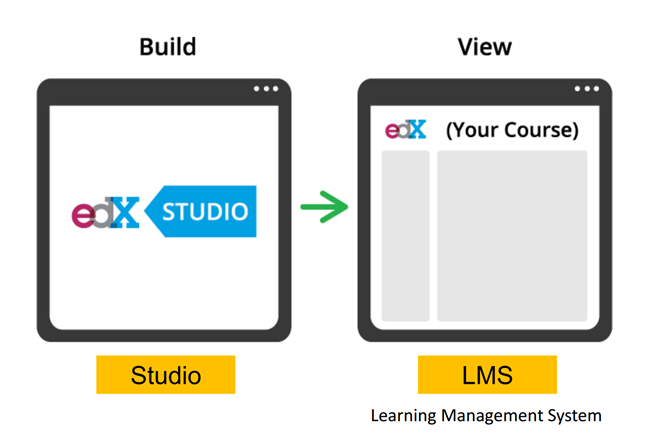 Build
View
edX STUDIO
edX (Your Course)
Studio
LMS
Learning Management System